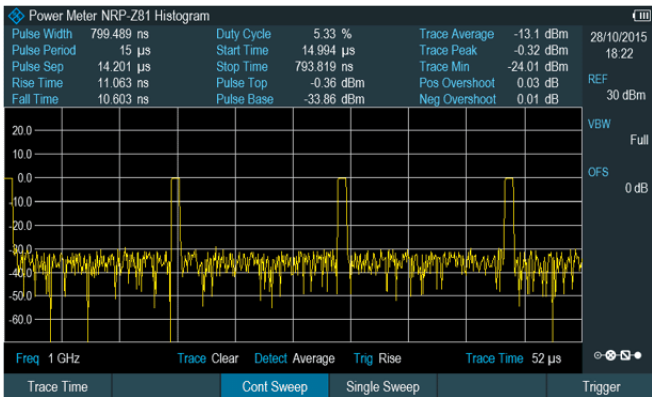 Power Meter NRP-Z81 Histogram
Pulse Width 799.489 ns Duty Cycle 5.33 % Trace Average -13.1 dBm
Pulse Period 15 µs Start Time 14.994 µs Trace Peak -0.32 dBm
Pulse Sep 14.201 µs Stop Time 793.819 ns Trace Min -24.01 dBm
Rise Time 11.063 ns Pulse Top -0.36 dBm Pos Overshoot 0.03 dB
Fall Time 10.603 ns Pulse Base -33.86 dBm Neg Overshoot 0.01 dB
28/10/2015
18:22
REF
30 dBm
VBW
Full
OFS
0 dB
20.0
10.0
0.0
-10.0
-20.0
-30.0
-40.0
-50.0
-60.0
Freq 1 GHz Trace Clear Detect Average Trig Rise Trace Time 52 µs
Trace Time Cont Sweep Single Sweep Trigger